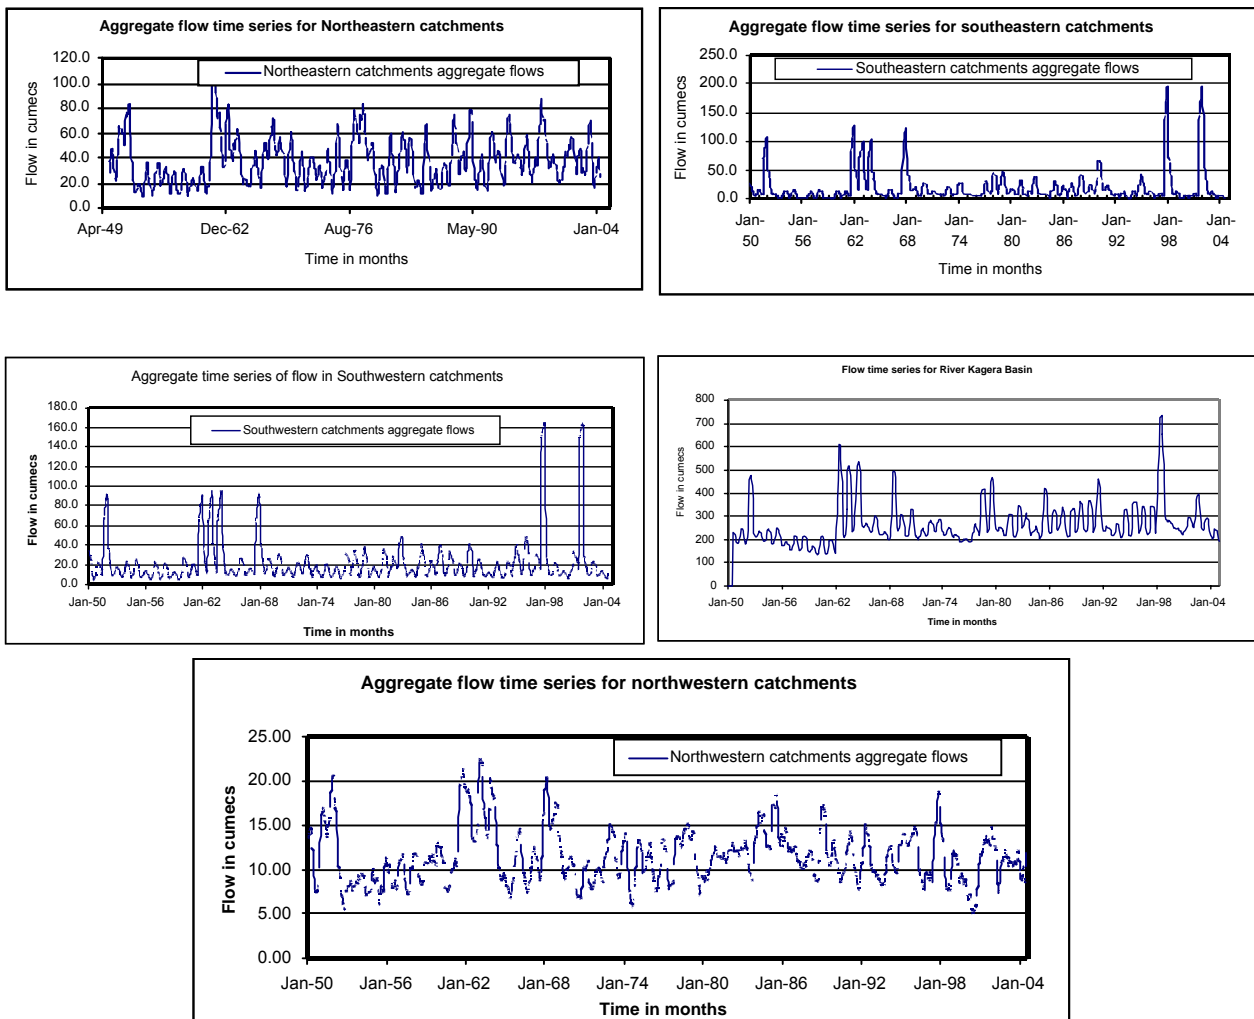 Aggregate flow time series for Northeastern catchments
Flow in cumecs
120.0
100.0
80.0
60.0
40.0
20.0
0.0
Northeastern catchments aggregate flows
Apr-49 Dec-62 Aug-76 May-90 Jan-04
Time in months
Aggregate flow time series for southeastern catchments
Flow in cumecs
250.0
200.0
150.0
100.0
50.0
0.0
Southeastern catchments aggregate flows
Jan- Jan- Jan- Jan- Jan- Jan- Jan- Jan- Jan- Jan-
50 56 62 68 74 80 86 92 98 04
Time in months
Aggregate time series of flow in Southwestern catchments
Flow in cumecs
180.0
160.0
140.0
120.0
100.0
80.0
60.0
40.0
20.0
0.0
Southwestern catchments aggregate flows
Jan-50 Jan-56 Jan-62 Jan-68 Jan-74 Jan-80 Jan-86 Jan-92 Jan-98 Jan-04
Time in months
Flow time series for River Kagera Basin
Flow in cumecs
800
700
600
500
400
300
200
100
0
Jan-50 Jan-56 Jan-62 Jan-68 Jan-74 Jan-80 Jan-86 Jan-92 Jan-98 Jan-04
Time in months
Aggregate flow time series for northwestern catchments
Flow in cumecs
25.00
20.00
15.00
10.00
5.00
0.00
Northwestern catchments aggregate flows
Jan-50 Jan-56 Jan-62 Jan-68 Jan-74 Jan-80 Jan-86 Jan-92 Jan-98 Jan-04
Time in months